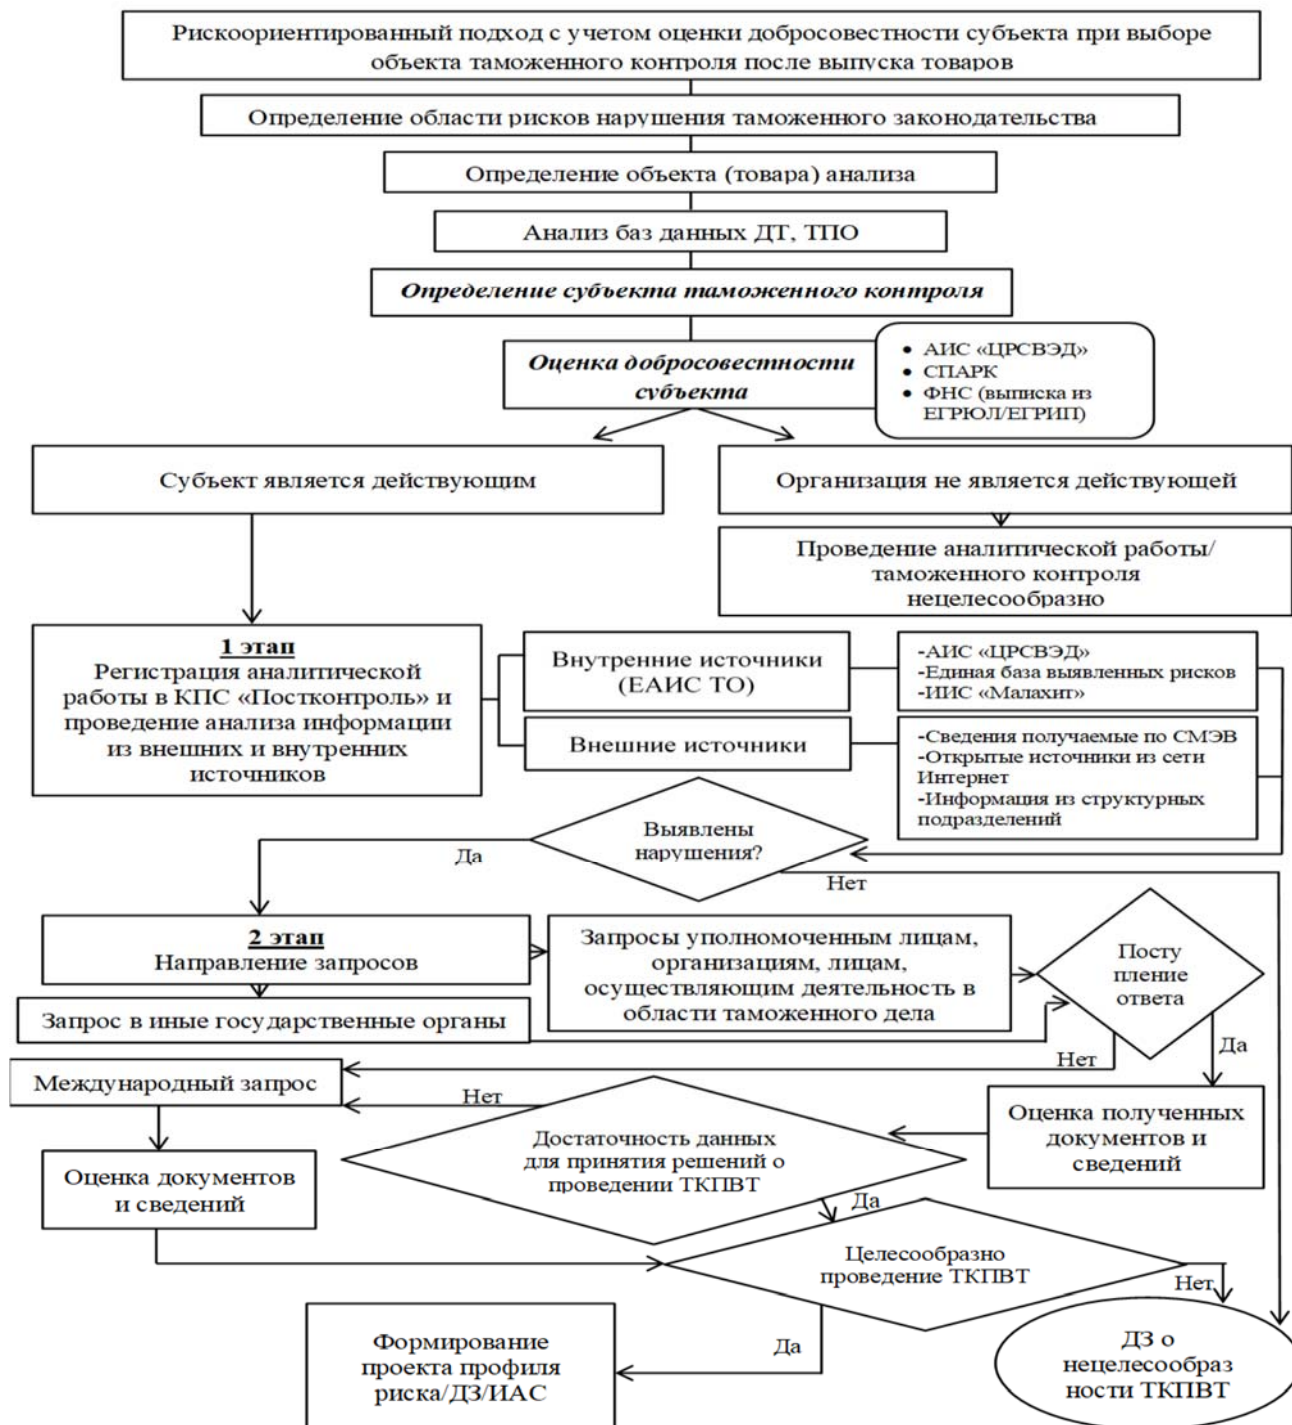 Рискоориентированный подход с учетом оценки добросовестности субъекта при выборе
объекта таможенного контроля после выпуска товаров
Определение области рисков нарушения таможенного законодательства
Определение объекта (товара) анализа
Анализ баз данных ДТ, ТПО
Определение субъекта таможенного контроля
Оценка добросовестности
субъекта
• АИС «ЦРСВЭД»
• СПАРК
• ФНС (выписка из
ЕГРЮЛ/ЕГРИП)
Субъект является действующим
Организация не является действующей
Проведение аналитической работы/
таможенного контроля
нецелесообразно
1 этап
Регистрация аналитической
работы в КПС «Постконтроль» и
проведение анализа информации
из внешних и внутренних
источников
Внутренние источники
(ЕАИС ТО)
-АИС «ЦРСВЭД»
-Единая база выявленных рисков
-ИИС «Малахит»
Внешние источники
-Сведения получаемые по СМЭВ
-Открытые источники из сети
Интернет
-Информация из структурных
подразделений
Выявлены
нарушения?
Да
Нет
2 этап
Направление запросов
Запросы уполномоченным лицам,
организациям, лицам,
осуществляющим деятельность в
области таможенного дела
Посту
пление
ответа
Запрос в иные государственные органы
Нет
Да
Международный запрос
Нет
Достаточность данных
для принятия решений о
проведении ТКПВТ
Оценка полученных
документов и
сведений
Оценка документов
и сведений
Да
Целесообразно
проведение ТКПВТ
Нет
Да
Формирование
проекта профиля
риска/ДЗ/ИАС
ДЗ о
нецелесообраз
ности ТКПВТ